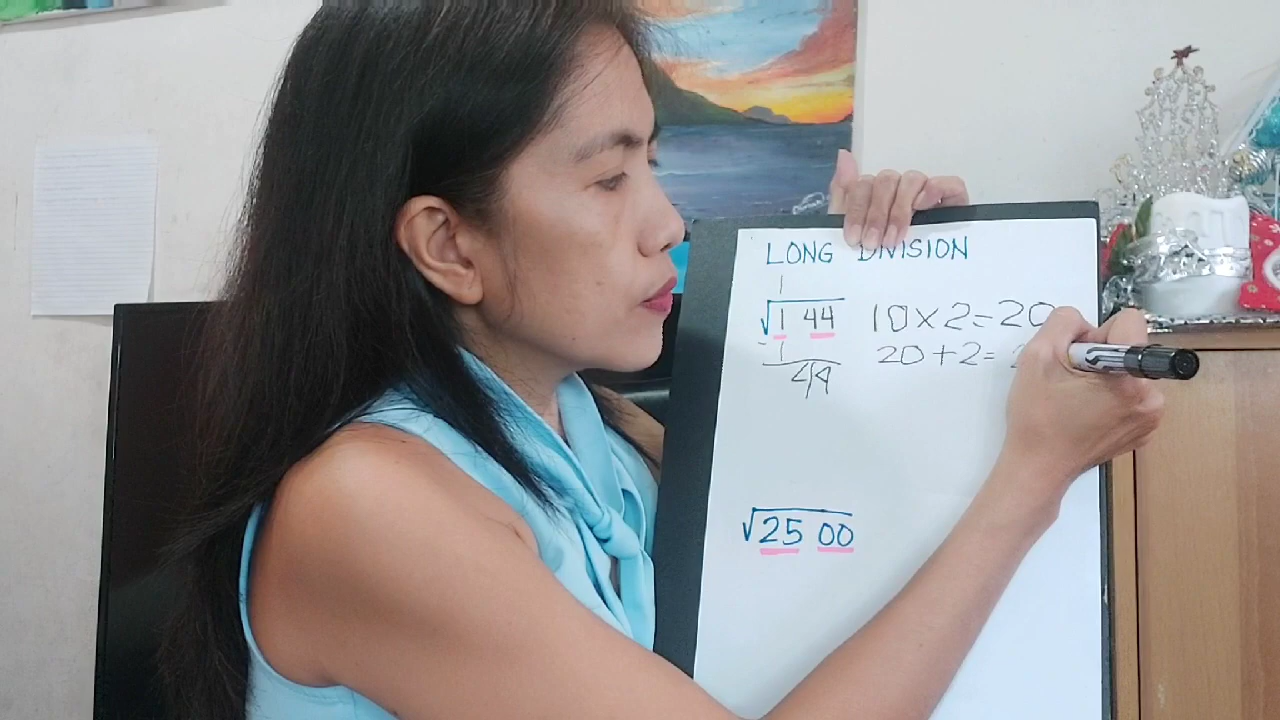 LONG DIVISION
1
√1 44 10×2=20
- 1 20+2=
44
√25 00